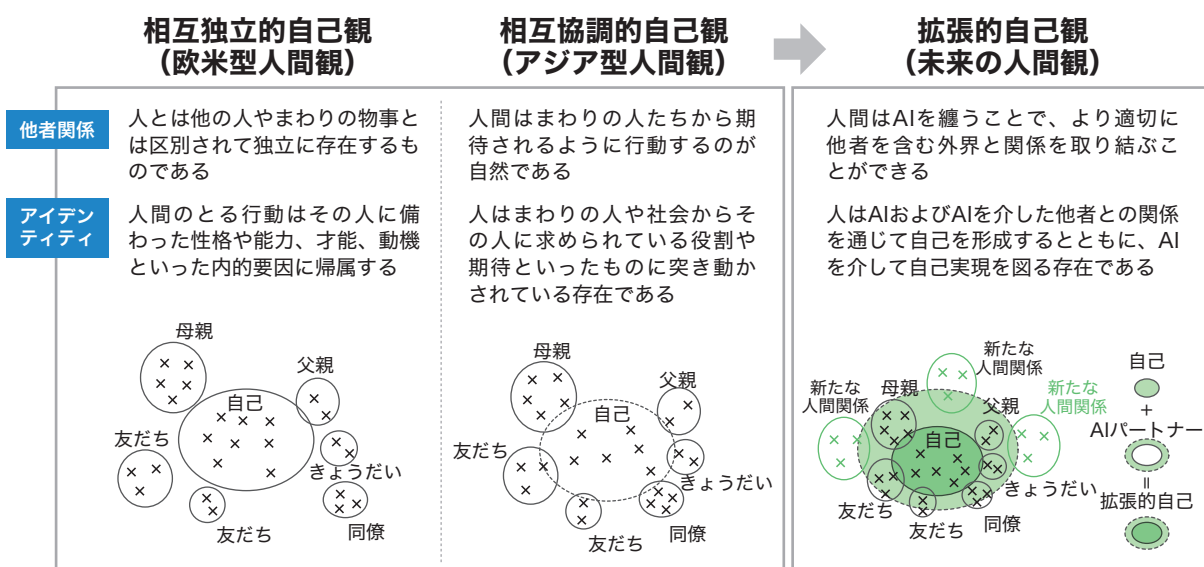 相互独立的自己観
（欧米型人間観）
相互協調的自己観
（アジア型人間観）
拡張的自己観
（未来の人間観）
他者関係
人とは他の人やまわりの物事と
は区別されて独立に存在するも
のである
人間はまわりの人たちから期
待されるように行動するのが
自然である
人間はAIを纏うことで、より適切に
他者を含む外界と関係を取り結ぶこ
とができる
アイデン
ティティ
人間のとる行動はその人に備
わった性格や能力、才能、動機
といった内的要因に帰属する
人はまわりの人や社会からそ
の人に求められている役割や
期待といったものに突き動か
されている存在である
人はAIおよびAIを介した他者との関係
を通じて自己を形成するとともに、AI
を介して自己実現を図る存在である
母親
父親
自己
友だち
きょうだい
友だち
同僚
母親
父親
自己
友だち
きょうだい
友だち
同僚
新たな
人間関係
新たな
人間関係
母親
父親
新たな
人間関係
自己
きょうだい
友だち
友だち
同僚
自己
+
AIパートナー
=
拡張的自己